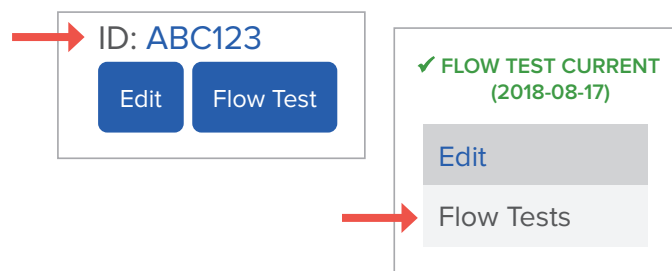 ID: ABC123
Edit Flow Test
✔ FLOW TEST CURRENT
(2018-08-17)
Edit
Flow Tests